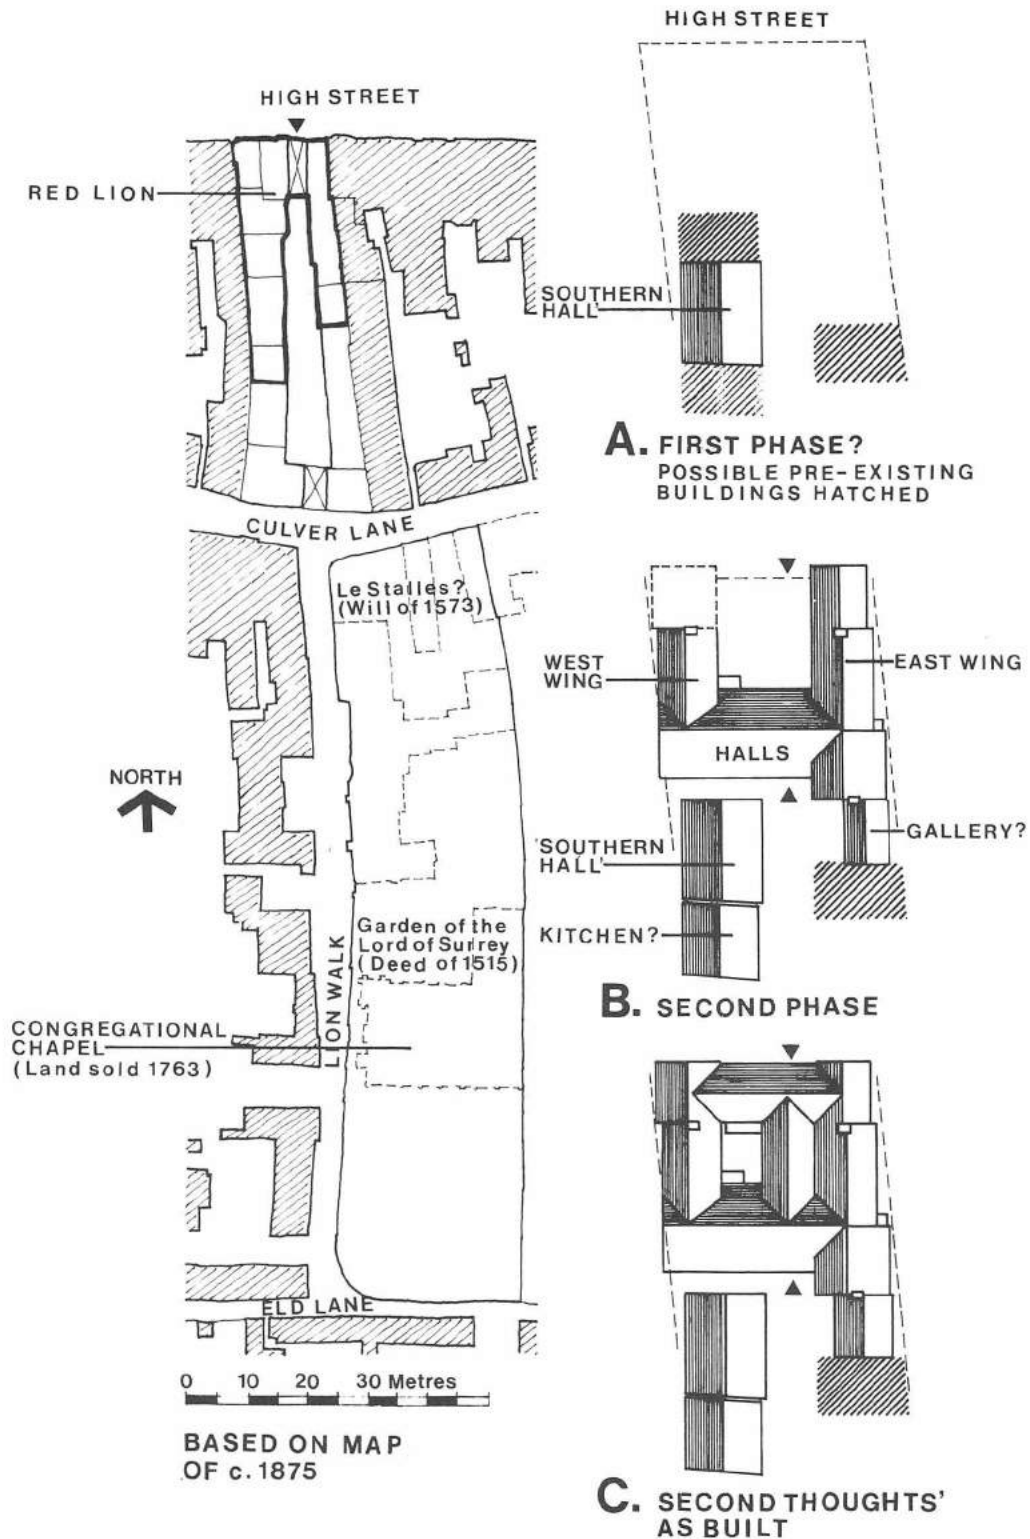 HIGH STREET
RED LION
CULVER LANE
Le Stalles?
(Will of 1573)
NORTH
LION WALK
Garden of the
Lord of Surrey
(Deed of 1515)
CONGREGATIONAL
CHAPEL
(Land sold 1763)
ELD LANE
0 10 20 30 Metres
BASED ON MAP
OF c. 1875
HIGH STREET
SOUTHERN
HALL
A. FIRST PHASE?
POSSIBLE PRE-EXISTING
BUILDINGS HATCHED
WEST
WING
EAST WING
HALLS
GALLERY?
SOUTHERN
HALL
KITCHEN?
B. SECOND PHASE
C. SECOND THOUGHTS'
AS BUILT